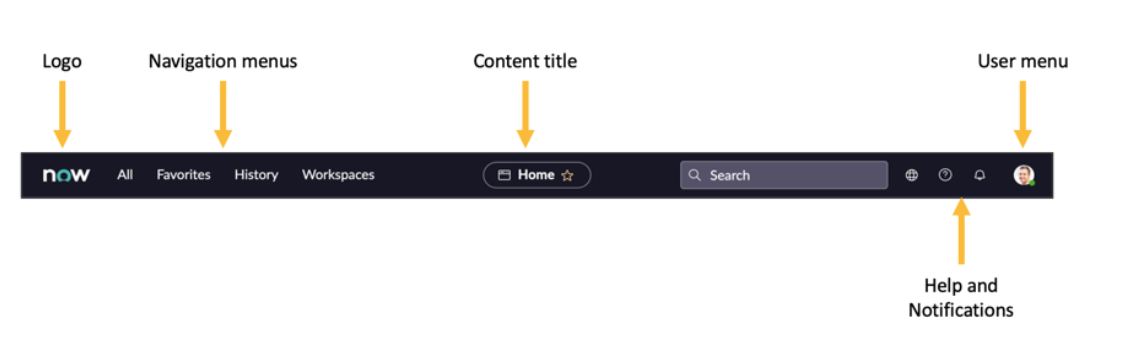 Logo
Navigation menus
Content title
User menu
now
All Favorites History Workspaces
Home
Search
Help and
Notifications